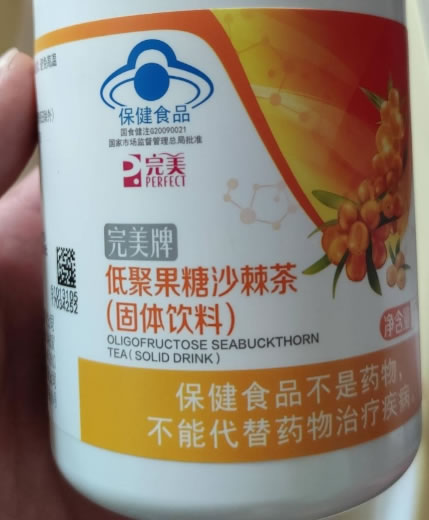 保健食品
国食健注G20090021
国家市场监督管理总局批准
完美
PERFECT
完美牌
低聚果糖沙棘茶
(固体饮料)
OLIGOFRUCTOSE SEABUCKTHORN
TEA(SOLID DRINK)
净含量
保健食品不是药物，
不能代替药物治疗疾病。